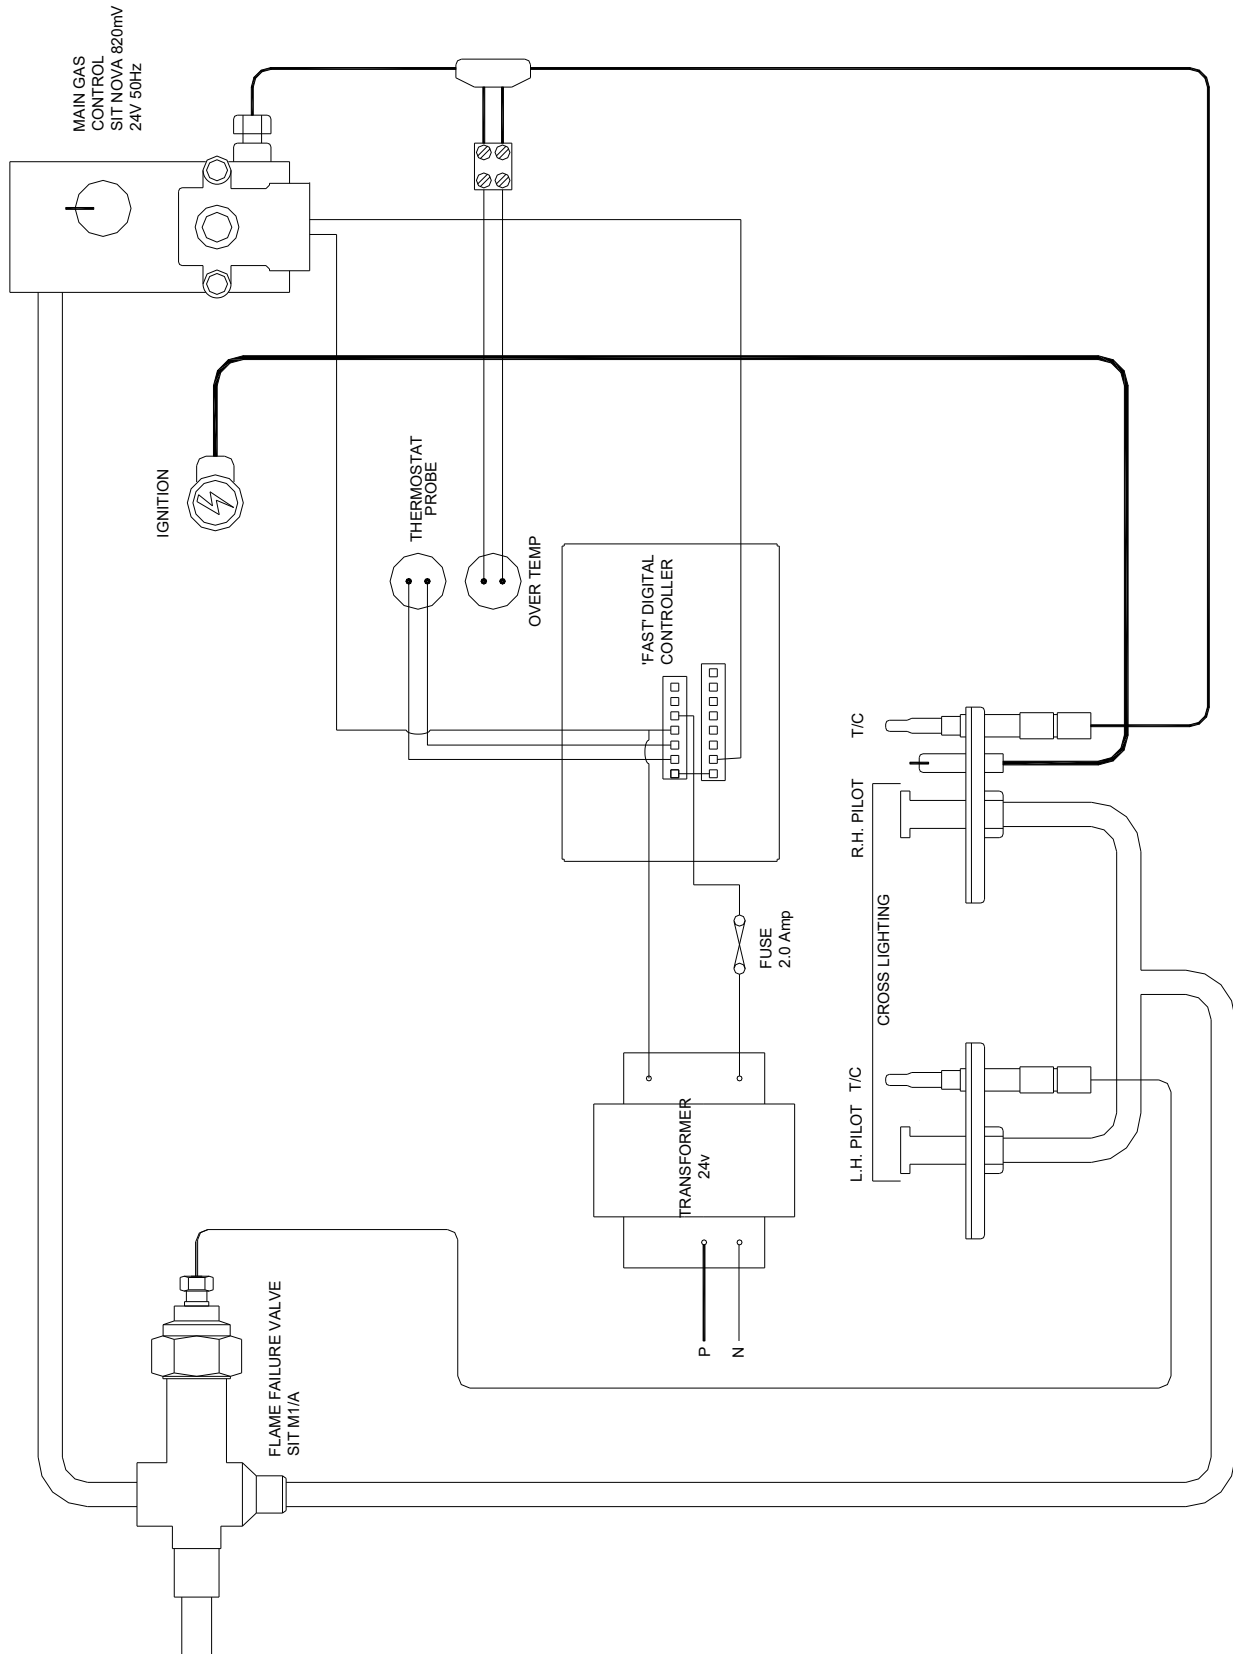 MAIN GAS
CONTROL
SIT NOVA 820mV
24V 50Hz
IGNITION
THERMOSTAT
PROBE
OVER TEMP
'FAST' DIGITAL
CONTROLLER
T/C
R.H. PILOT
CROSS LIGHTING
FUSE
2.0 Amp
T/C
L.H. PILOT
TRANSFORMER
24v
P
N
FLAME FAILURE VALVE
SIT M1/A